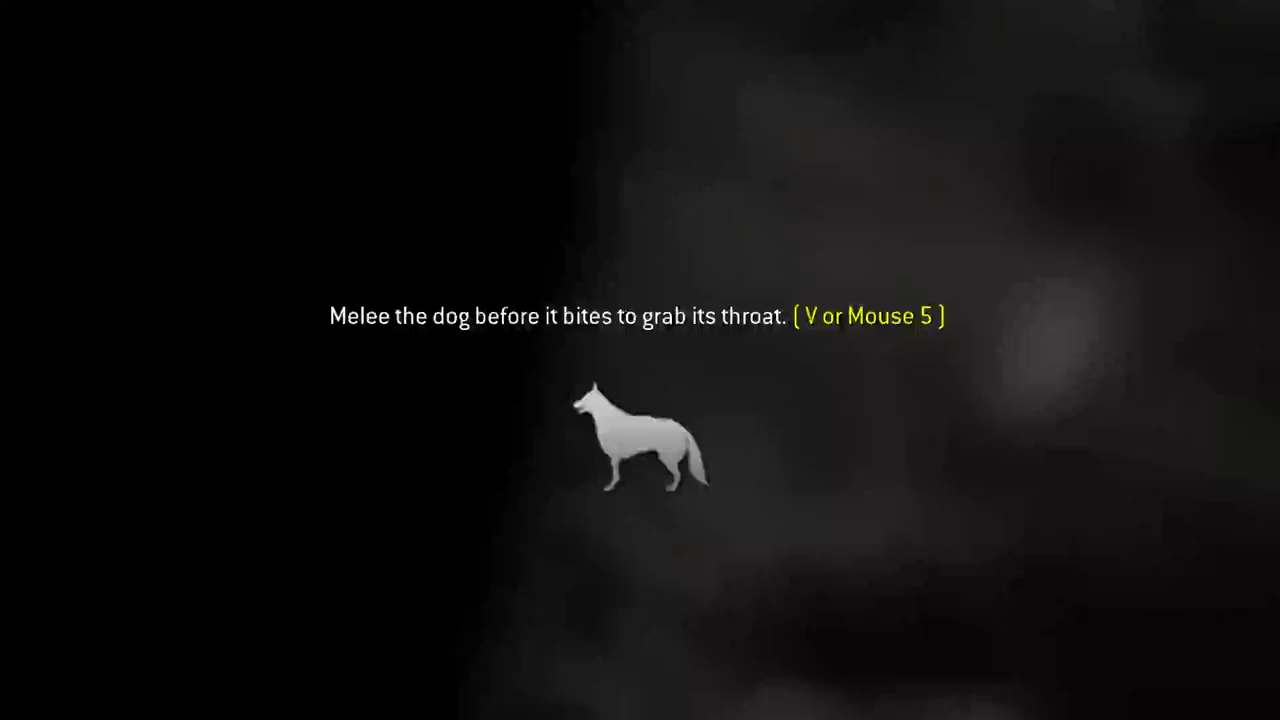 Melee the dog before it bites to grab its throat. ( V or Mouse 5 )